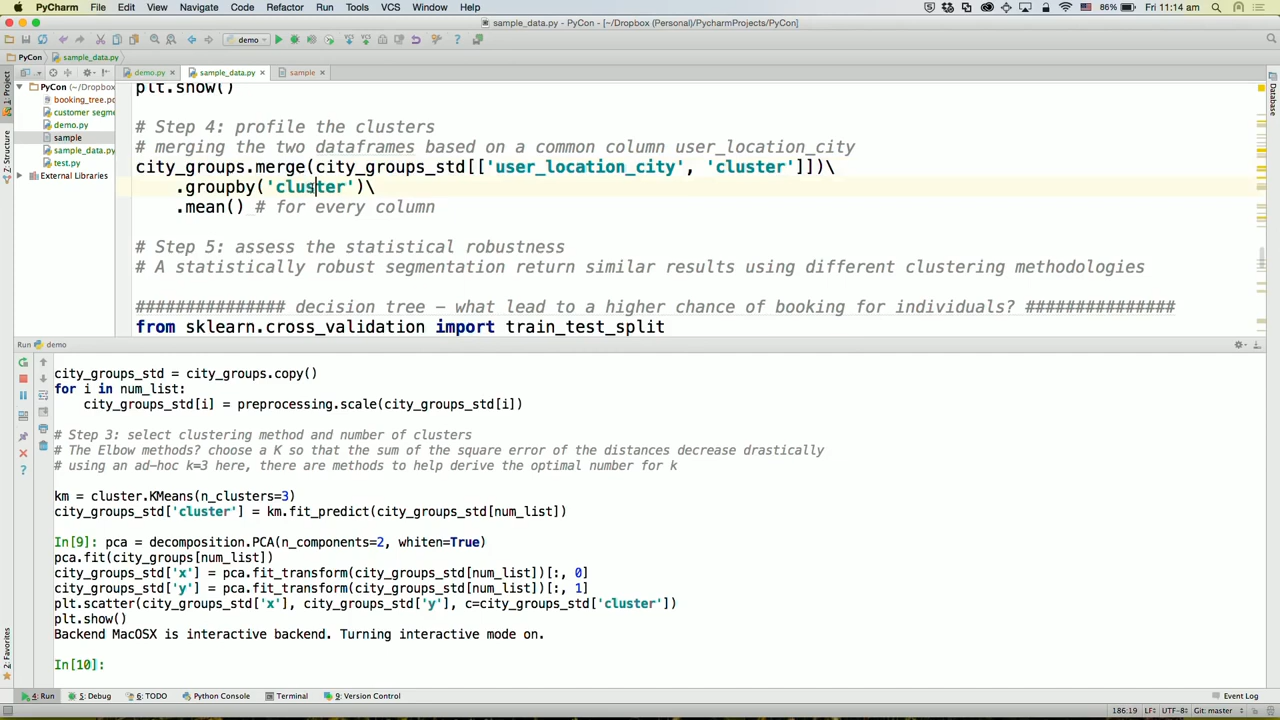 PyCharm File Edit View Navigate Code Refactor Run Tools VCS Window Help 86% Fri 11:14 am
sample_data.py - PyCon - [~/Dropbox (Personal)/PycharmProjects/PyCon]
demo
PyCon sample_data.py
demo.py sample_data.py sample
1: Project
7: Structure
2: Favorites
Database
PyCon (~/Dropbox
booking_tree.pd
customer segm
demo.py
sample
sample_data.py
test.py
External Libraries
plt.show()
# Step 4: profile the clusters
# merging the two dataframes based on a common column user_location_city
city_groups.merge(city_groups_std[['user_location_city', 'cluster']])\
.groupby('cluster')\
.mean() # for every column
# Step 5: assess the statistical robustness
# A statistically robust segmentation return similar results using different clustering methodologies
############### decision tree – what lead to a higher chance of booking for individuals? ###############
from sklearn.cross_validation import train_test_split
Run demo
city_groups_std = city_groups.copy()
for i in num_list:
city_groups_std[i] = preprocessing.scale(city_groups_std[i])
# Step 3: select clustering method and number of clusters
# The Elbow methods? choose a K so that the sum of the square error of the distances decrease drastically
# using an ad-hoc k=3 here, there are methods to help derive the optimal number for k
km = cluster.KMeans(n_clusters=3)
city_groups_std['cluster'] = km.fit_predict(city_groups_std[num_list])
In[9]: pca = decomposition.PCA(n_components=2, whiten=True)
pca.fit(city_groups[num_list])
city_groups_std['x'] = pca.fit_transform(city_groups_std[num_list])[:, 0]
city_groups_std['y'] = pca.fit_transform(city_groups_std[num_list])[:, 1]
plt.scatter(city_groups_std['x'], city_groups_std['y'], c=city_groups_std['cluster'])
plt.show()
Backend MacOSX is interactive backend. Turning interactive mode on.
In[10]:
4: Run 5: Debug 6: TODO Python Console Terminal 9: Version Control Event Log
186:19 LF÷ UTF-8÷ Git: master÷